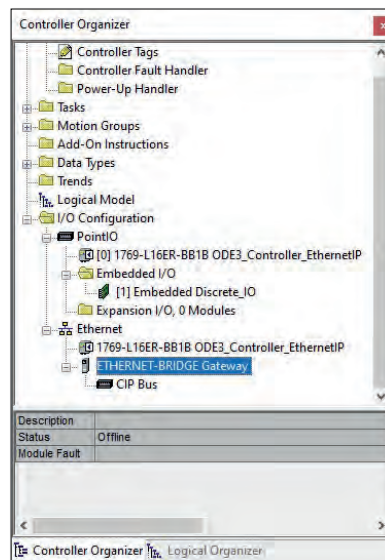 Controller Organizer
Controller Tags
Controller Fault Handler
Power-Up Handler
Tasks
Motion Groups
Add-On Instructions
Data Types
Trends
Logical Model
I/O Configuration
PointIO
[0] 1769-L16ER-BB1B ODE3_Controller_EthernetIP
Embedded I/O
[1] Embedded Discrete_IO
Expansion I/O, 0 Modules
Ethernet
1769-L16ER-BB1B ODE3_Controller_EthernetIP
ETHERNET-BRIDGE Gateway
CIP Bus
Description
Status Offline
Module Fault
Controller Organizer Logical Organizer